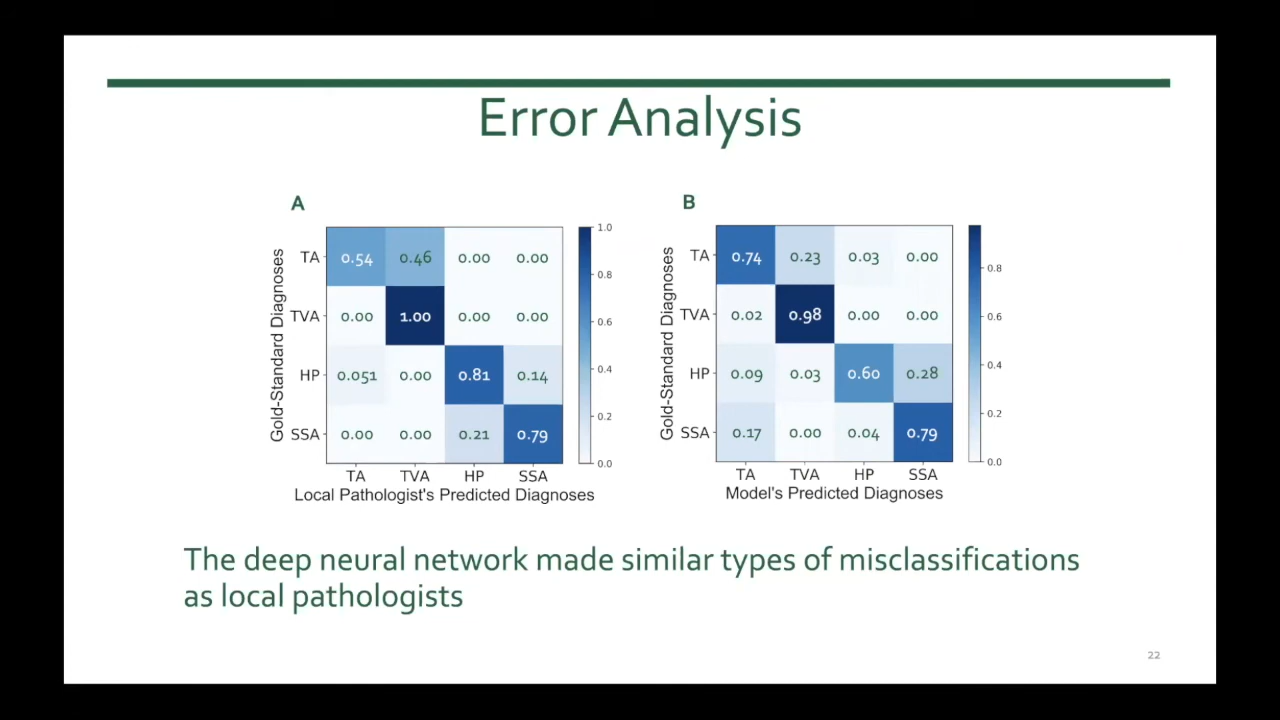 Error Analysis
A
B
Gold-Standard Diagnoses
TA 0.54 0.46 0.00 0.00
TVA 0.00 1.00 0.00 0.00
HP 0.051 0.00 0.81 0.14
SSA 0.00 0.00 0.21 0.79
TA TVA HP SSA
Local Pathologist's Predicted Diagnoses
1.0
0.8
0.6
0.4
0.2
0.0
Gold-Standard Diagnoses
TA 0.74 0.23 0.03 0.00
TVA 0.02 0.98 0.00 0.00
HP 0.09 0.03 0.60 0.28
SSA 0.17 0.00 0.04 0.79
TA TVA HP SSA
Model's Predicted Diagnoses
0.8
0.6
0.4
0.2
0.0
The deep neural network made similar types of misclassifications
as local pathologists
22